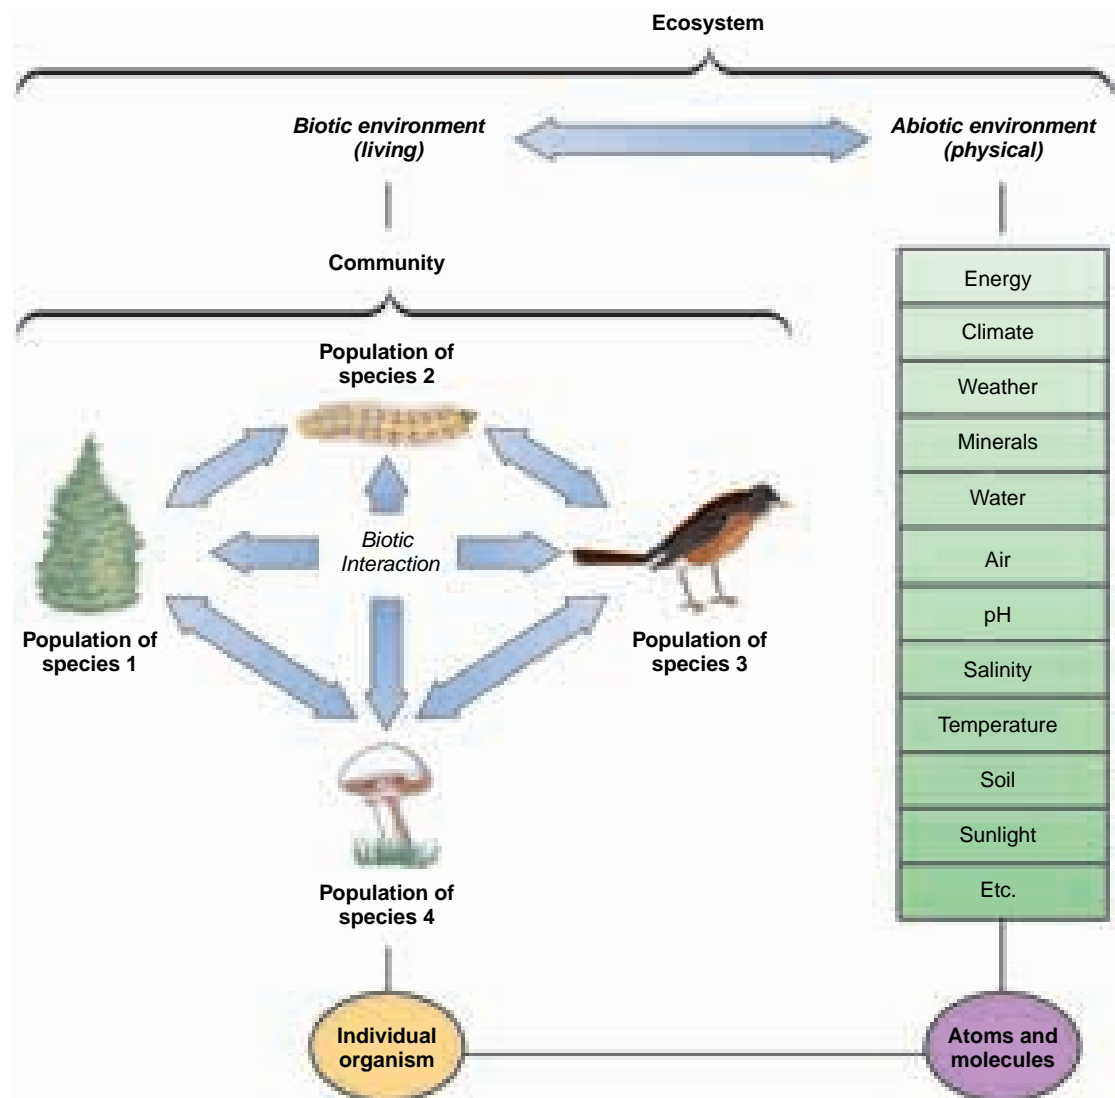 Ecosystem
Biotic environment
(living)
Abiotic environment
(physical)
Community
Population of
species 2
Biotic
Interaction
Population of
species 1
Population of
species 3
Population of
species 4
Individual
organism
Energy
Climate
Weather
Minerals
Water
Air
pH
Salinity
Temperature
Soil
Sunlight
Etc.
Atoms and
molecules